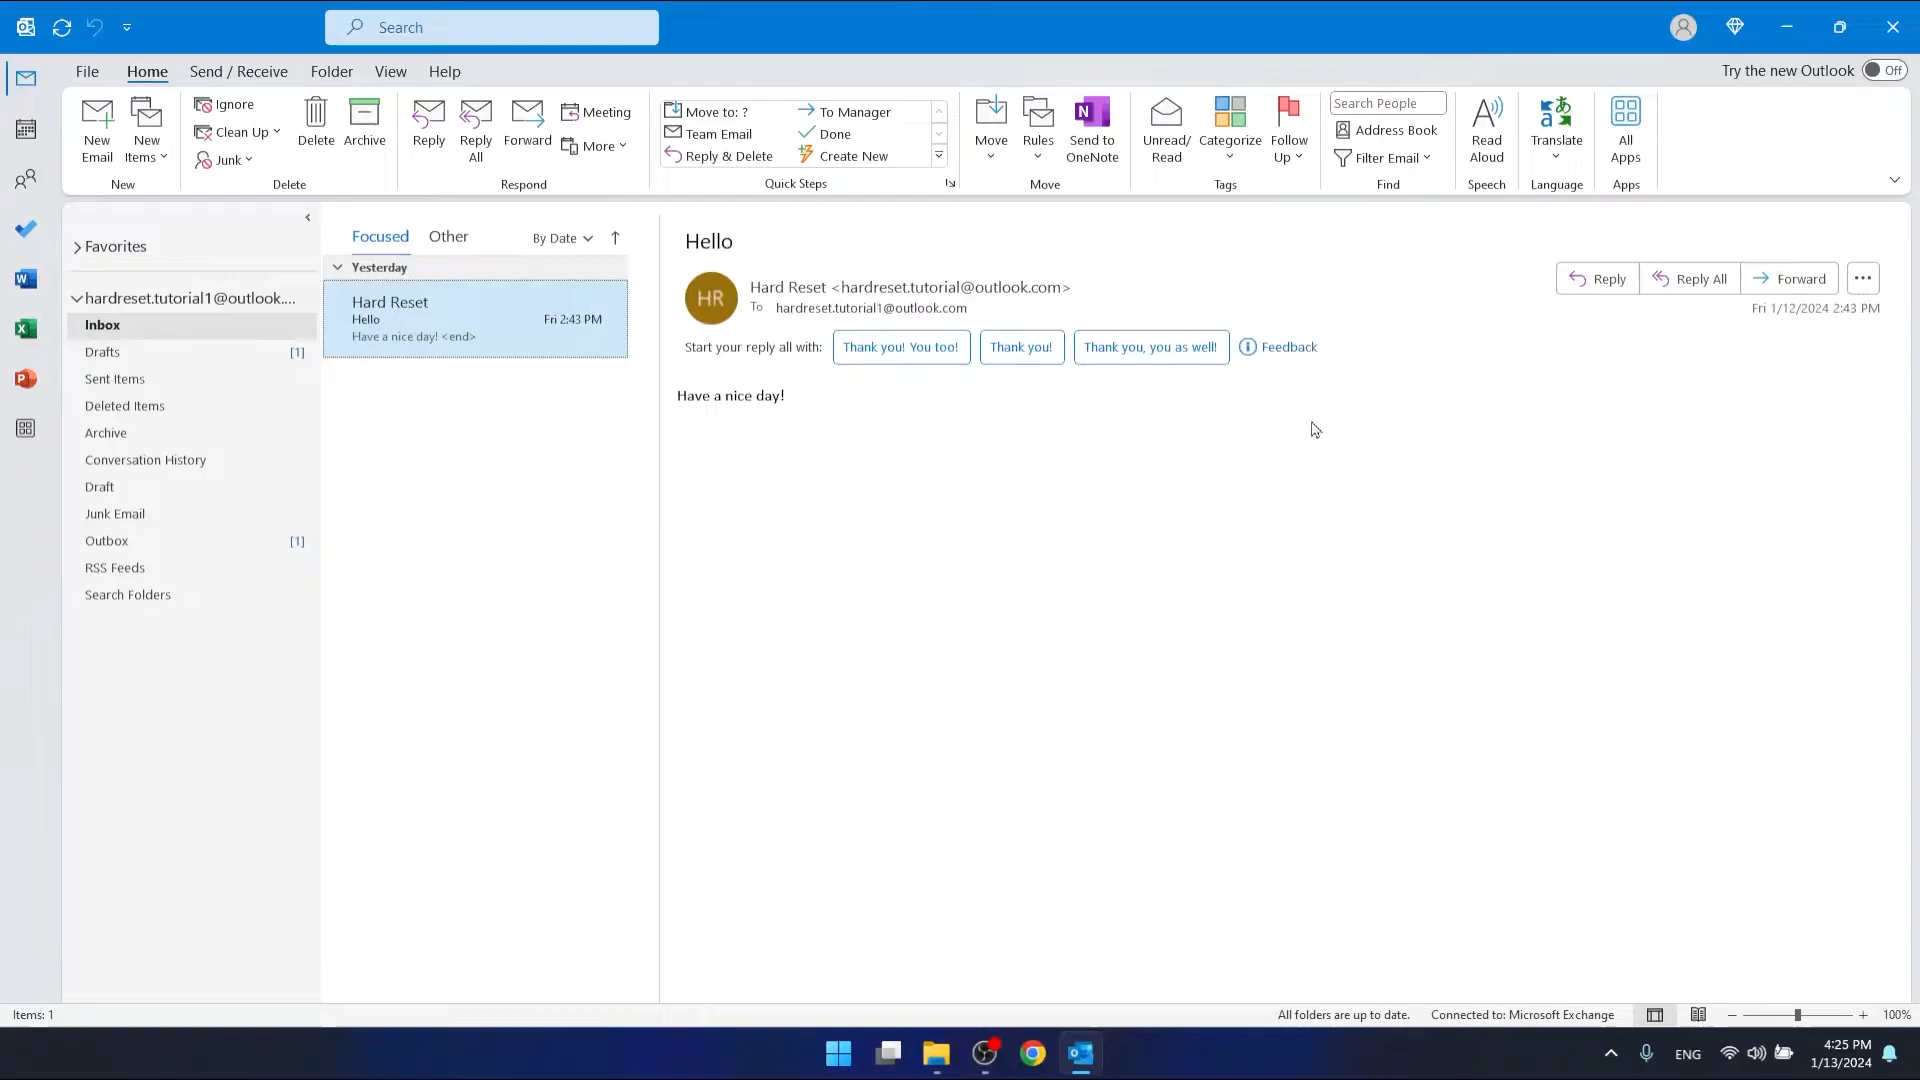 Search
File Home Send / Receive Folder View Help
Try the new Outlook Off
New Email
New Items
New
Ignore
Clean Up
Junk
Delete
Archive
Delete
Reply
Reply All
Forward
Meeting
More
Respond
Move to: ?
Team Email
Reply & Delete
To Manager
Done
Create New
Quick Steps
Move
Rules
Send to OneNote
Move
Unread/ Read
Categorize
Follow Up
Tags
Search People
Address Book
Filter Email
Find
Read Aloud
Speech
Translate
Language
All Apps
Apps
Favorites
hardreset.tutorial1@outlook....
Inbox
Drafts [1]
Sent Items
Deleted Items
Archive
Conversation History
Draft
Junk Email
Outbox [1]
RSS Feeds
Search Folders
Focused Other By Date
Yesterday
Hard Reset
Hello Fri 2:43 PM
Have a nice day! <end>
Hello
HR
Hard Reset <hardreset.tutorial@outlook.com>
To hardreset.tutorial1@outlook.com
Reply Reply All Forward
Fri 1/12/2024 2:43 PM
Start your reply all with: Thank you! You too! Thank you! Thank you, you as well! Feedback
Have a nice day!
Items: 1
All folders are up to date. Connected to: Microsoft Exchange 100%
ENG
4:25 PM
1/13/2024